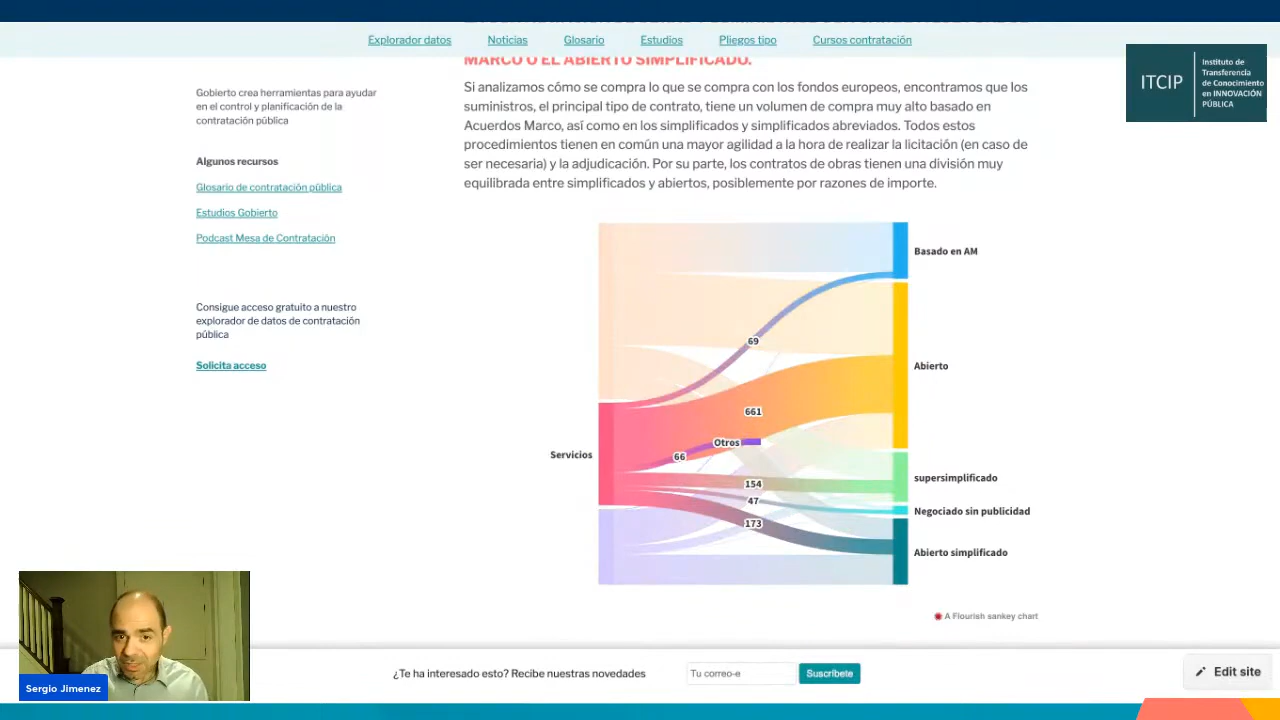 Explorador datos
Noticias
Glosario
Estudios
Pliegos tipo
Cursos contratación
ITCIP
Instituto de
Transferencia
de Conocimiento
en INNOVACIÓN
PÚBLICA
MARCO O EL ABIERTO SIMPLIFICADO.
Gobierto crea herramientas para ayudar
en el control y planificación de la
contratación pública
Algunos recursos
Glosario de contratación pública
Estudios Gobierto
Podcast Mesa de Contratación
Consigue acceso gratuito a nuestro
explorador de datos de contratación
pública
Solicita acceso
Si analizamos cómo se compra lo que se compra con los fondos europeos, encontramos que los
suministros, el principal tipo de contrato, tiene un volumen de compra muy alto basado en
Acuerdos Marco, así como en los simplificados y simplificados abreviados. Todos estos
procedimientos tienen en común una mayor agilidad a la hora de realizar la licitación (en caso de
ser necesaria) y la adjudicación. Por su parte, los contratos de obras tienen una división muy
equilibrada entre simplificados y abiertos, posiblemente por razones de importe.
Basado en AM
69
Abierto
661
Otros
Servicios
66
supersimplificado
154
47
Negociado sin publicidad
173
Abierto simplificado
A Flourish sankey chart
¿Te ha interesado esto? Recibe nuestras novedades
Tu correo-e
Suscríbete
Edit site
Sergio Jimenez